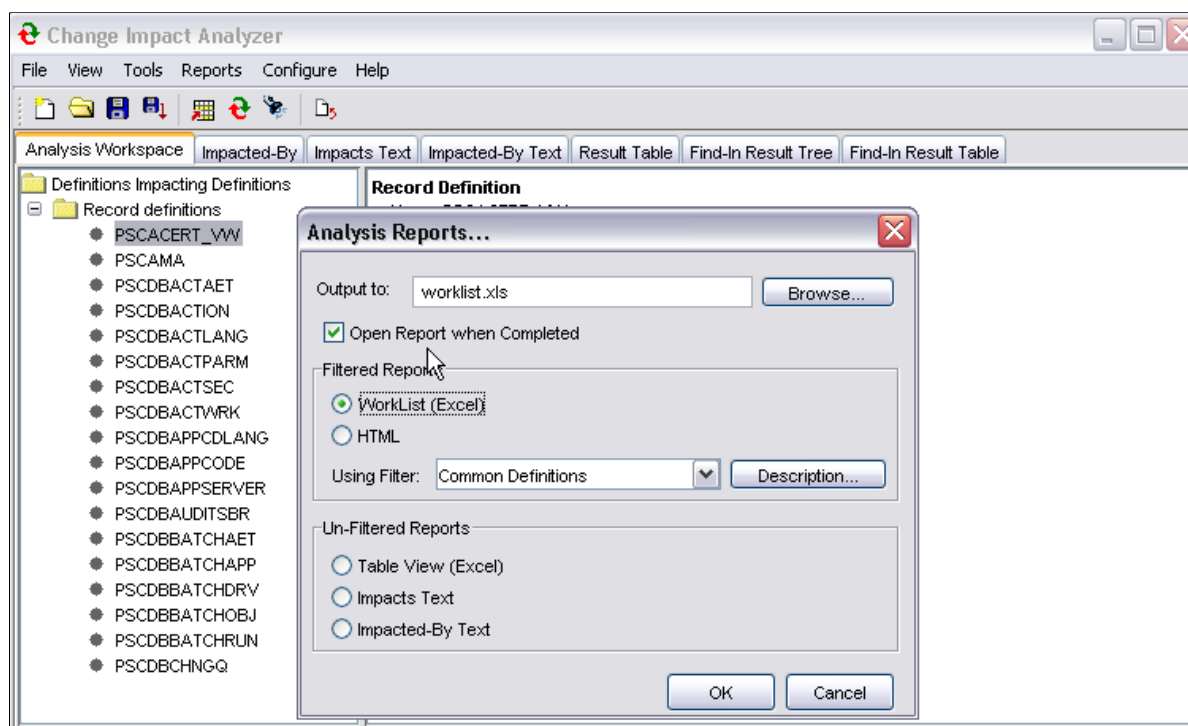 Change Impact Analyzer
File View Tools Reports Configure Help
Analysis Workspace Impacted-By Impacts Text Impacted-By Text Result Table Find-In Result Tree Find-In Result Table
Definitions Impacting Definitions
Record definitions
PSCACERT_VW
PSCAMA
PSCDBACTAET
PSCDBACTION
PSCDBACTLANG
PSCDBACTPARM
PSCDBACTSEC
PSCDBACTWRK
PSCDBAPPCDLANG
PSCDBAPPCODE
PSCDBAPPSERVER
PSCDBAUDITSBR
PSCDBBATCHAET
PSCDBBATCHAPP
PSCDBBATCHDRV
PSCDBBATCHOBJ
PSCDBBATCHRUN
PSCDBCHNGQ
Record Definition
Analysis Reports...
Output to: worklist.xls Browse...
Open Report when Completed
Filtered Reports
WorkList (Excel)
HTML
Using Filter: Common Definitions Description...
Un-Filtered Reports
Table View (Excel)
Impacts Text
Impacted-By Text
OK Cancel